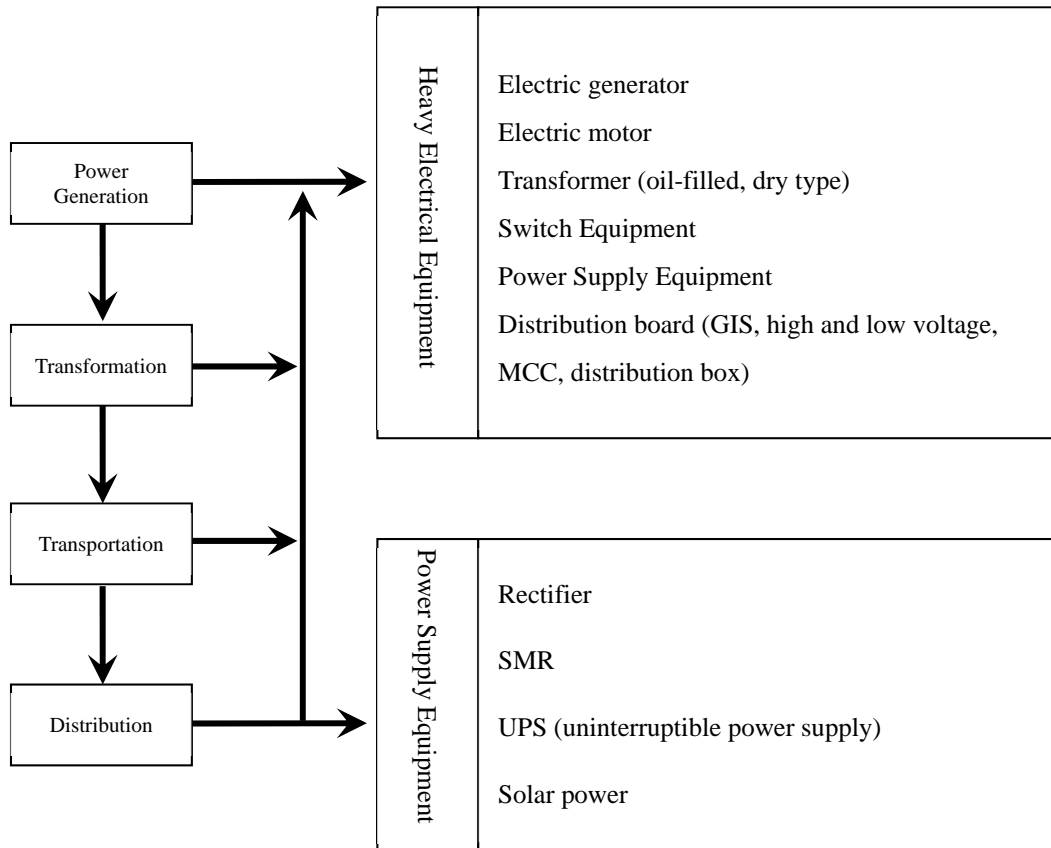 Power
Generation
Transformation
Transportation
Distribution
Heavy Electrical Equipment
Electric generator
Electric motor
Transformer (oil-filled, dry type)
Switch Equipment
Power Supply Equipment
Distribution board (GIS, high and low voltage,
MCC, distribution box)
Power Supply Equipment
Rectifier
SMR
UPS (uninterruptible power supply)
Solar power